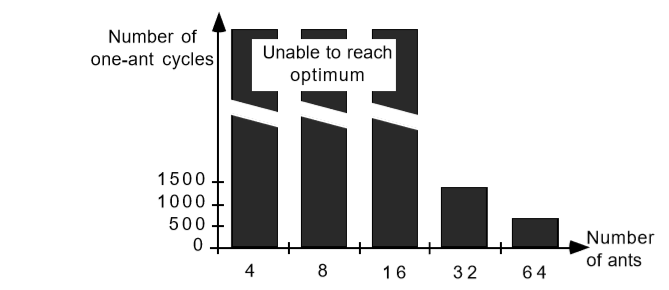 Number of
one-ant cycles
Unable to reach
optimum
1500
1000
500
0
4 8 16 32 64
Number
of ants